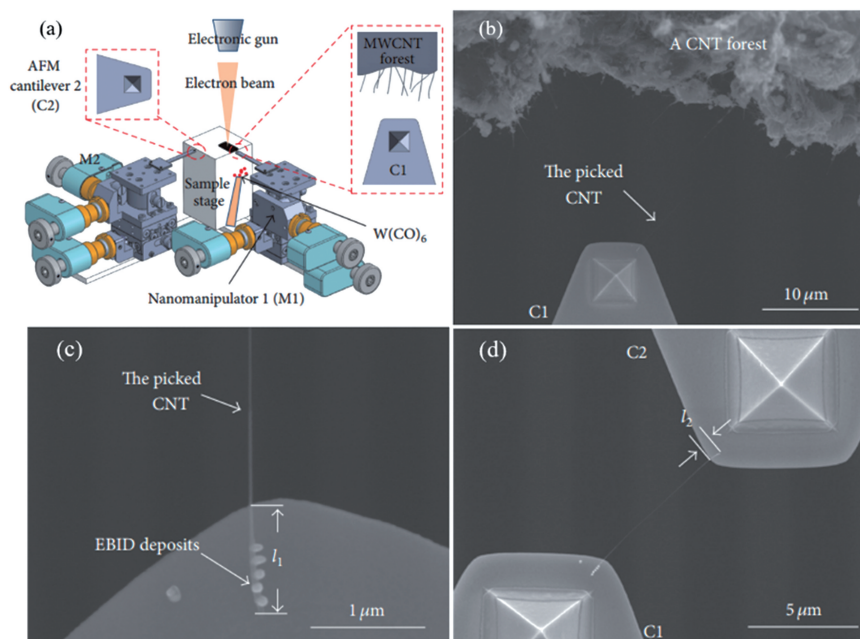 (a)
Electronic gun
AFM
cantilever 2
(C2)
Electron beam
MWCNT
forest
C1
M2
Sample
stage
W(CO)6
Nanomanipulator 1 (M1)
(b)
A CNT forest
The picked
CNT
C1
10 μm
(c)
The picked
CNT
EBID deposits
l1
1 μm
(d)
C2
l2
C1
5 μm